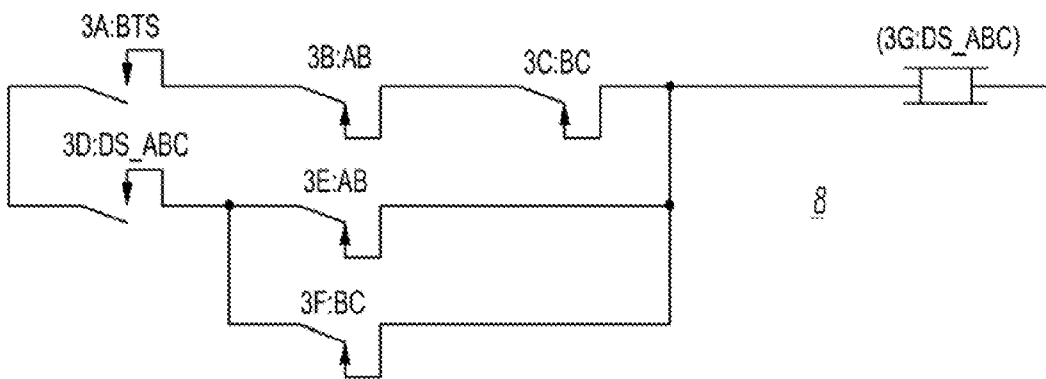 3A:BTS
3B:AB
3C:BC
(3G:DS_ABC)
3D:DS_ABC
3E:AB
8
3F:BC